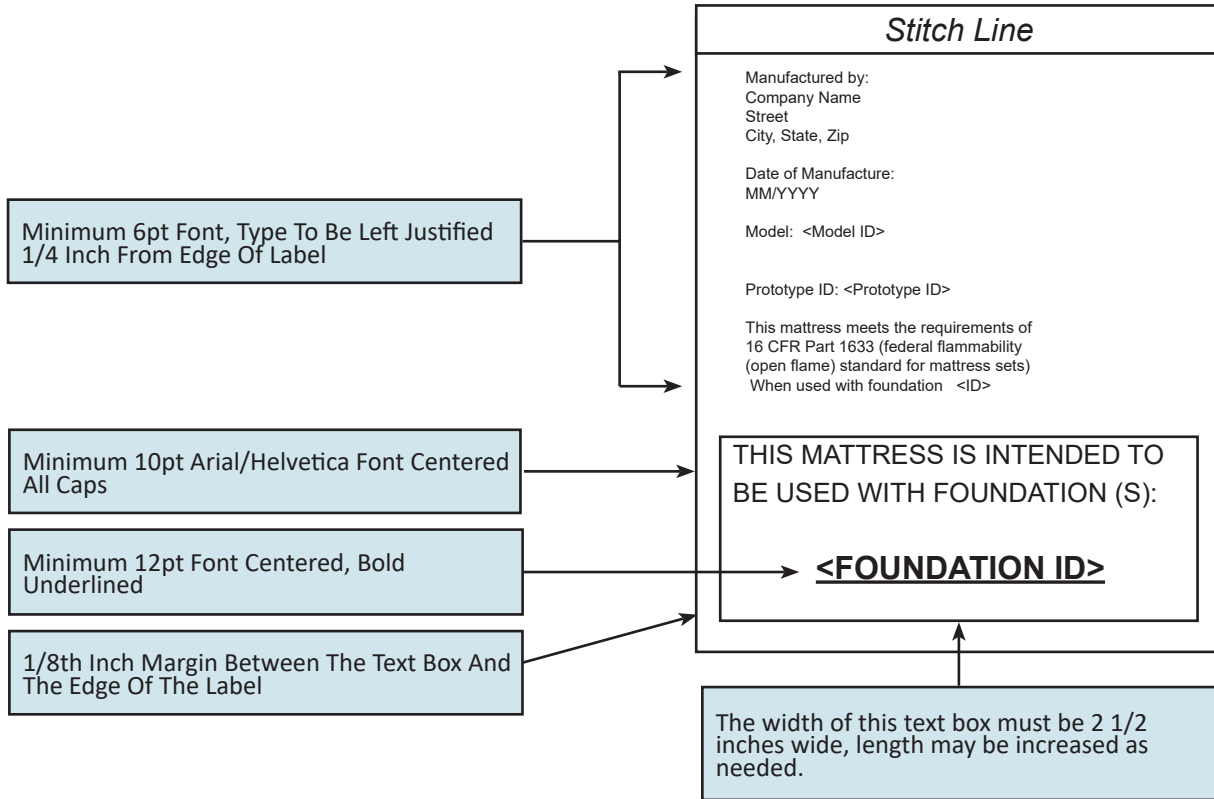 Stitch Line
Manufactured by:
Company Name
Street
City, State, Zip
Date of Manufacture:
MM/YYYY
Model: <Model ID>
Prototype ID: <Prototype ID>
This mattress meets the requirements of
16 CFR Part 1633 (federal flammability
(open flame) standard for mattress sets)
When used with foundation <ID>
THIS MATTRESS IS INTENDED TO
BE USED WITH FOUNDATION (S):
<FOUNDATION ID>
Minimum 6pt Font, Type To Be Left Justified
1/4 Inch From Edge Of Label
Minimum 10pt Arial/Helvetica Font Centered
All Caps
Minimum 12pt Font Centered, Bold
Underlined
1/8th Inch Margin Between The Text Box And
The Edge Of The Label
The width of this text box must be 2 1/2
inches wide, length may be increased as
needed.